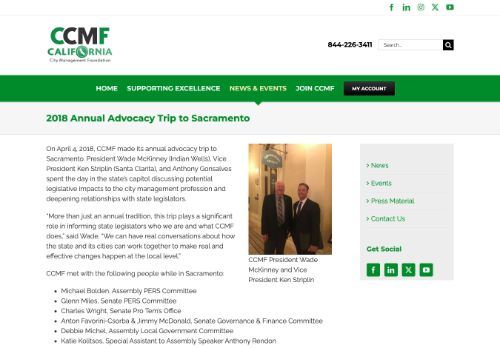 CCMF
CALIFORNIA
City Management Foundation
844-226-3411
Search...
HOME SUPPORTING EXCELLENCE NEWS & EVENTS JOIN CCMF MY ACCOUNT
2018 Annual Advocacy Trip to Sacramento
On April 4, 2018, CCMF made its annual advocacy trip to
Sacramento. President Wade McKinney (Indian Wells), Vice
President Ken Striplin (Santa Clarita), and Anthony Gonsalves
spent the day in the state's capitol discussing potential
legislative impacts to the city management profession and
deepening relationships with state legislators.
"More than just an annual tradition, this trip plays a significant
role in informing state legislators who we are and what CCMF
does," said Wade. "We can have real conversations about how
the state and its cities can work together to make real and
effective changes happen at the local level."
CCMF met with the following people while in Sacramento:
Michael Bolden, Assembly PERS Committee
Glenn Miles, Senate PERS Committee
Charles Wright, Senate Pro Tems Office
Anton Favorini-Csorba & Jimmy McDonald, Senate Governance & Finance Committee
Debbie Michel, Assembly Local Government Committee
Katie Kolitsos, Special Assistant to Assembly Speaker Anthony Rendon
CCMF President Wade
McKinney and Vice
President Ken Striplin
> News
> Events
> Press Material
> Contact Us
Get Social